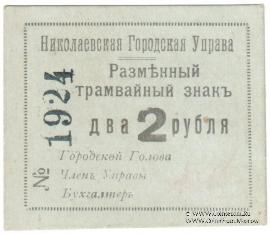 Николаевская Городская Управа
Размѣнный
трамвайный знакъ
два 2 рубля
№ 1924
Городской Голова
Членъ Управы
Бухгалтеръ